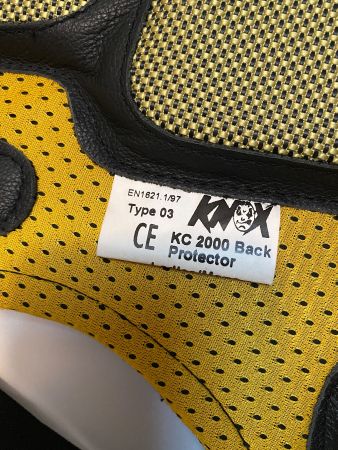 EN1621.1/97
Type 03 KNOX
CE KC 2000 Back
Protector